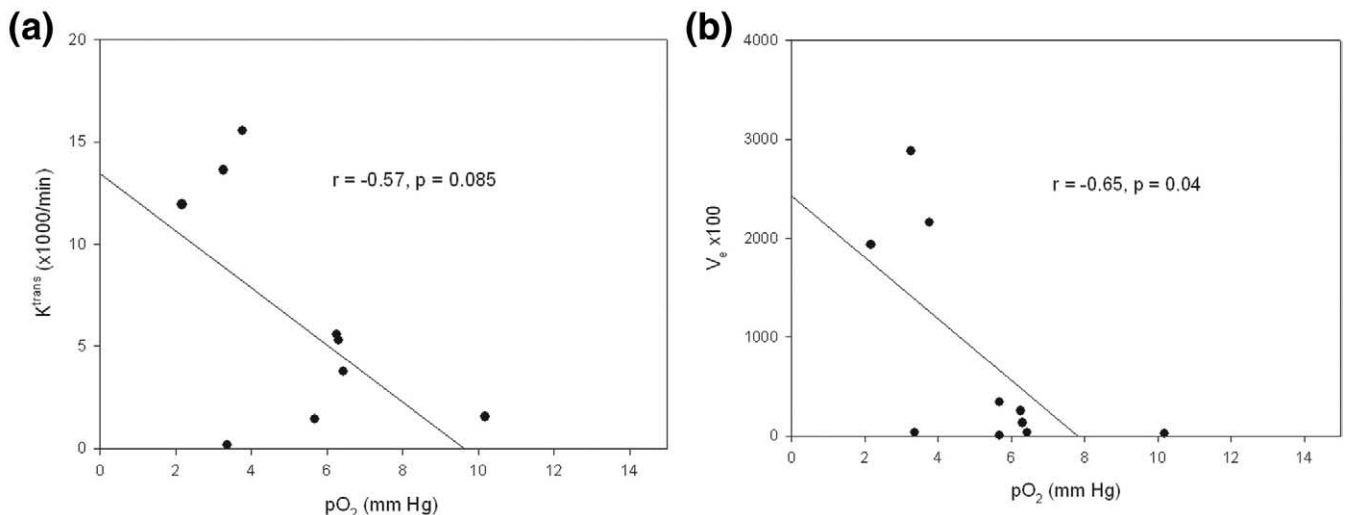 (a)
20
15
10
5
0
K^trans (x1000/min)
r = -0.57, p = 0.085
0 2 4 6 8 10 12 14
pO₂ (mm Hg)
(b)
4000
3000
2000
1000
0
Vₑ x100
r = -0.65, p = 0.04
0 2 4 6 8 10 12 14
pO₂ (mm Hg)